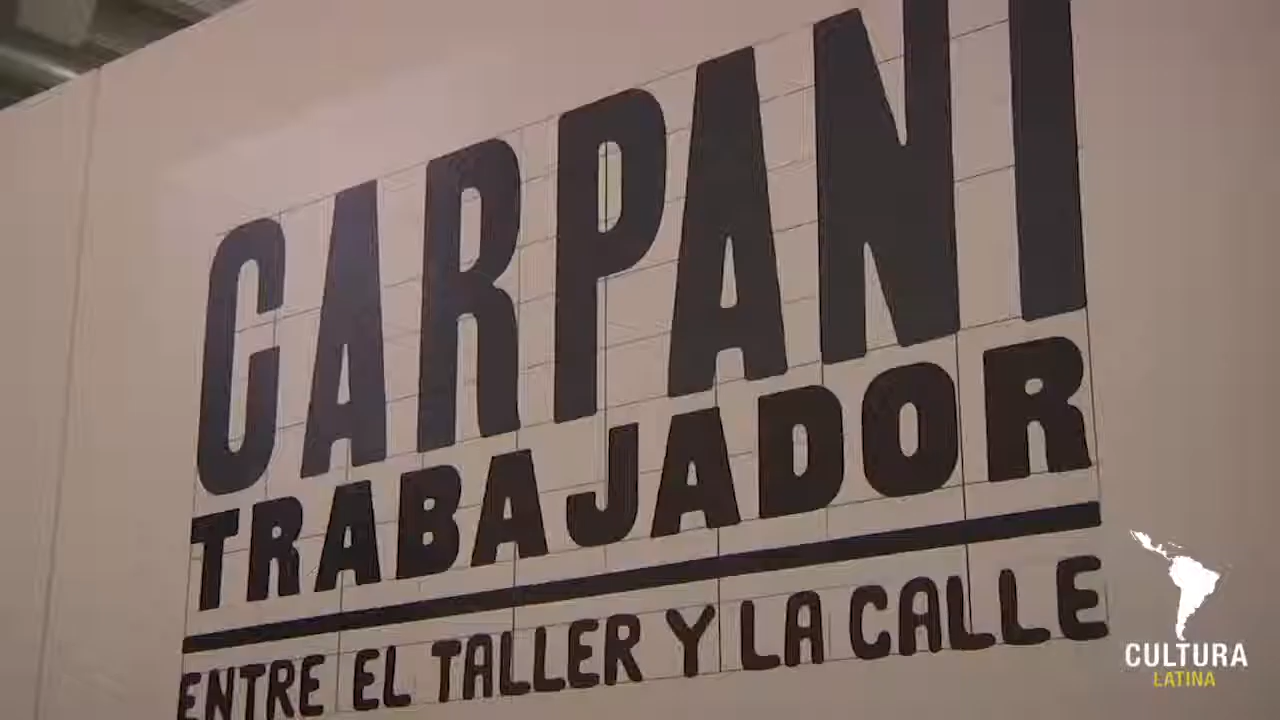 CARPANI
TRABAJADOR
ENTRE EL TALLER Y LA CALLE
CULTURA
LATINA